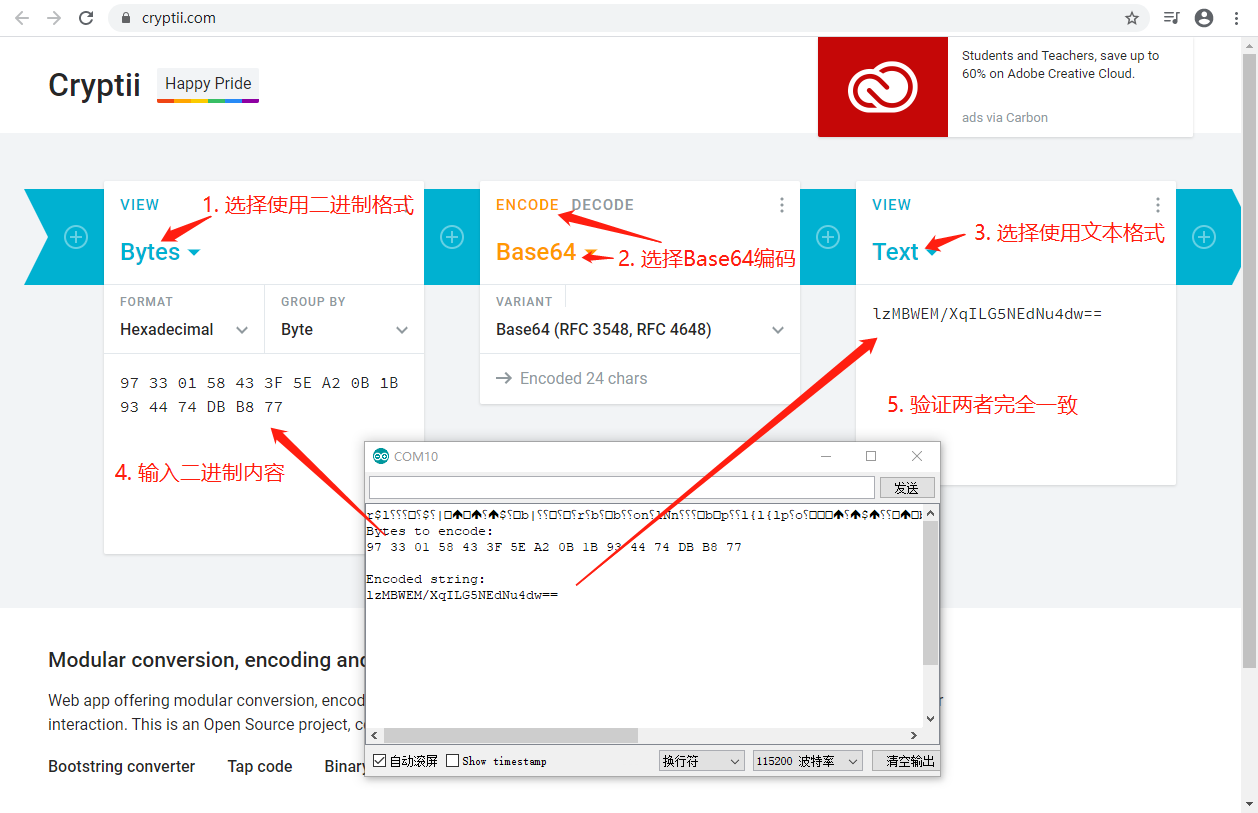 cryptii.com
Cryptii
Happy Pride
Students and Teachers, save up to
60% on Adobe Creative Cloud.
ads via Carbon
VIEW
1. 选择使用二进制格式
Bytes
FORMAT
GROUP BY
Hexadecimal
Byte
97 33 01 58 43 3F 5E A2 0B 1B
93 44 74 DB B8 77
4. 输入二进制内容
ENCODE DECODE
Base64
2. 选择Base64编码
VARIANT
Base64 (RFC 3548, RFC 4648)
Encoded 24 chars
VIEW
3. 选择使用文本格式
Text
lzMBWEM/XqILG5NEdNu4dw==
5. 验证两者完全一致
COM10
发送
Bytes to encode:
97 33 01 58 43 3F 5E A2 0B 1B 93 44 74 DB B8 77
Encoded string:
lzMBWEM/XqILG5NEdNu4dw==
自动滚屏
Show timestamp
换行符
115200 波特率
清空输出
Modular conversion, encoding and
Web app offering modular conversion, encod
interaction. This is an Open Source project, c
Bootstring converter
Tap code
Binary